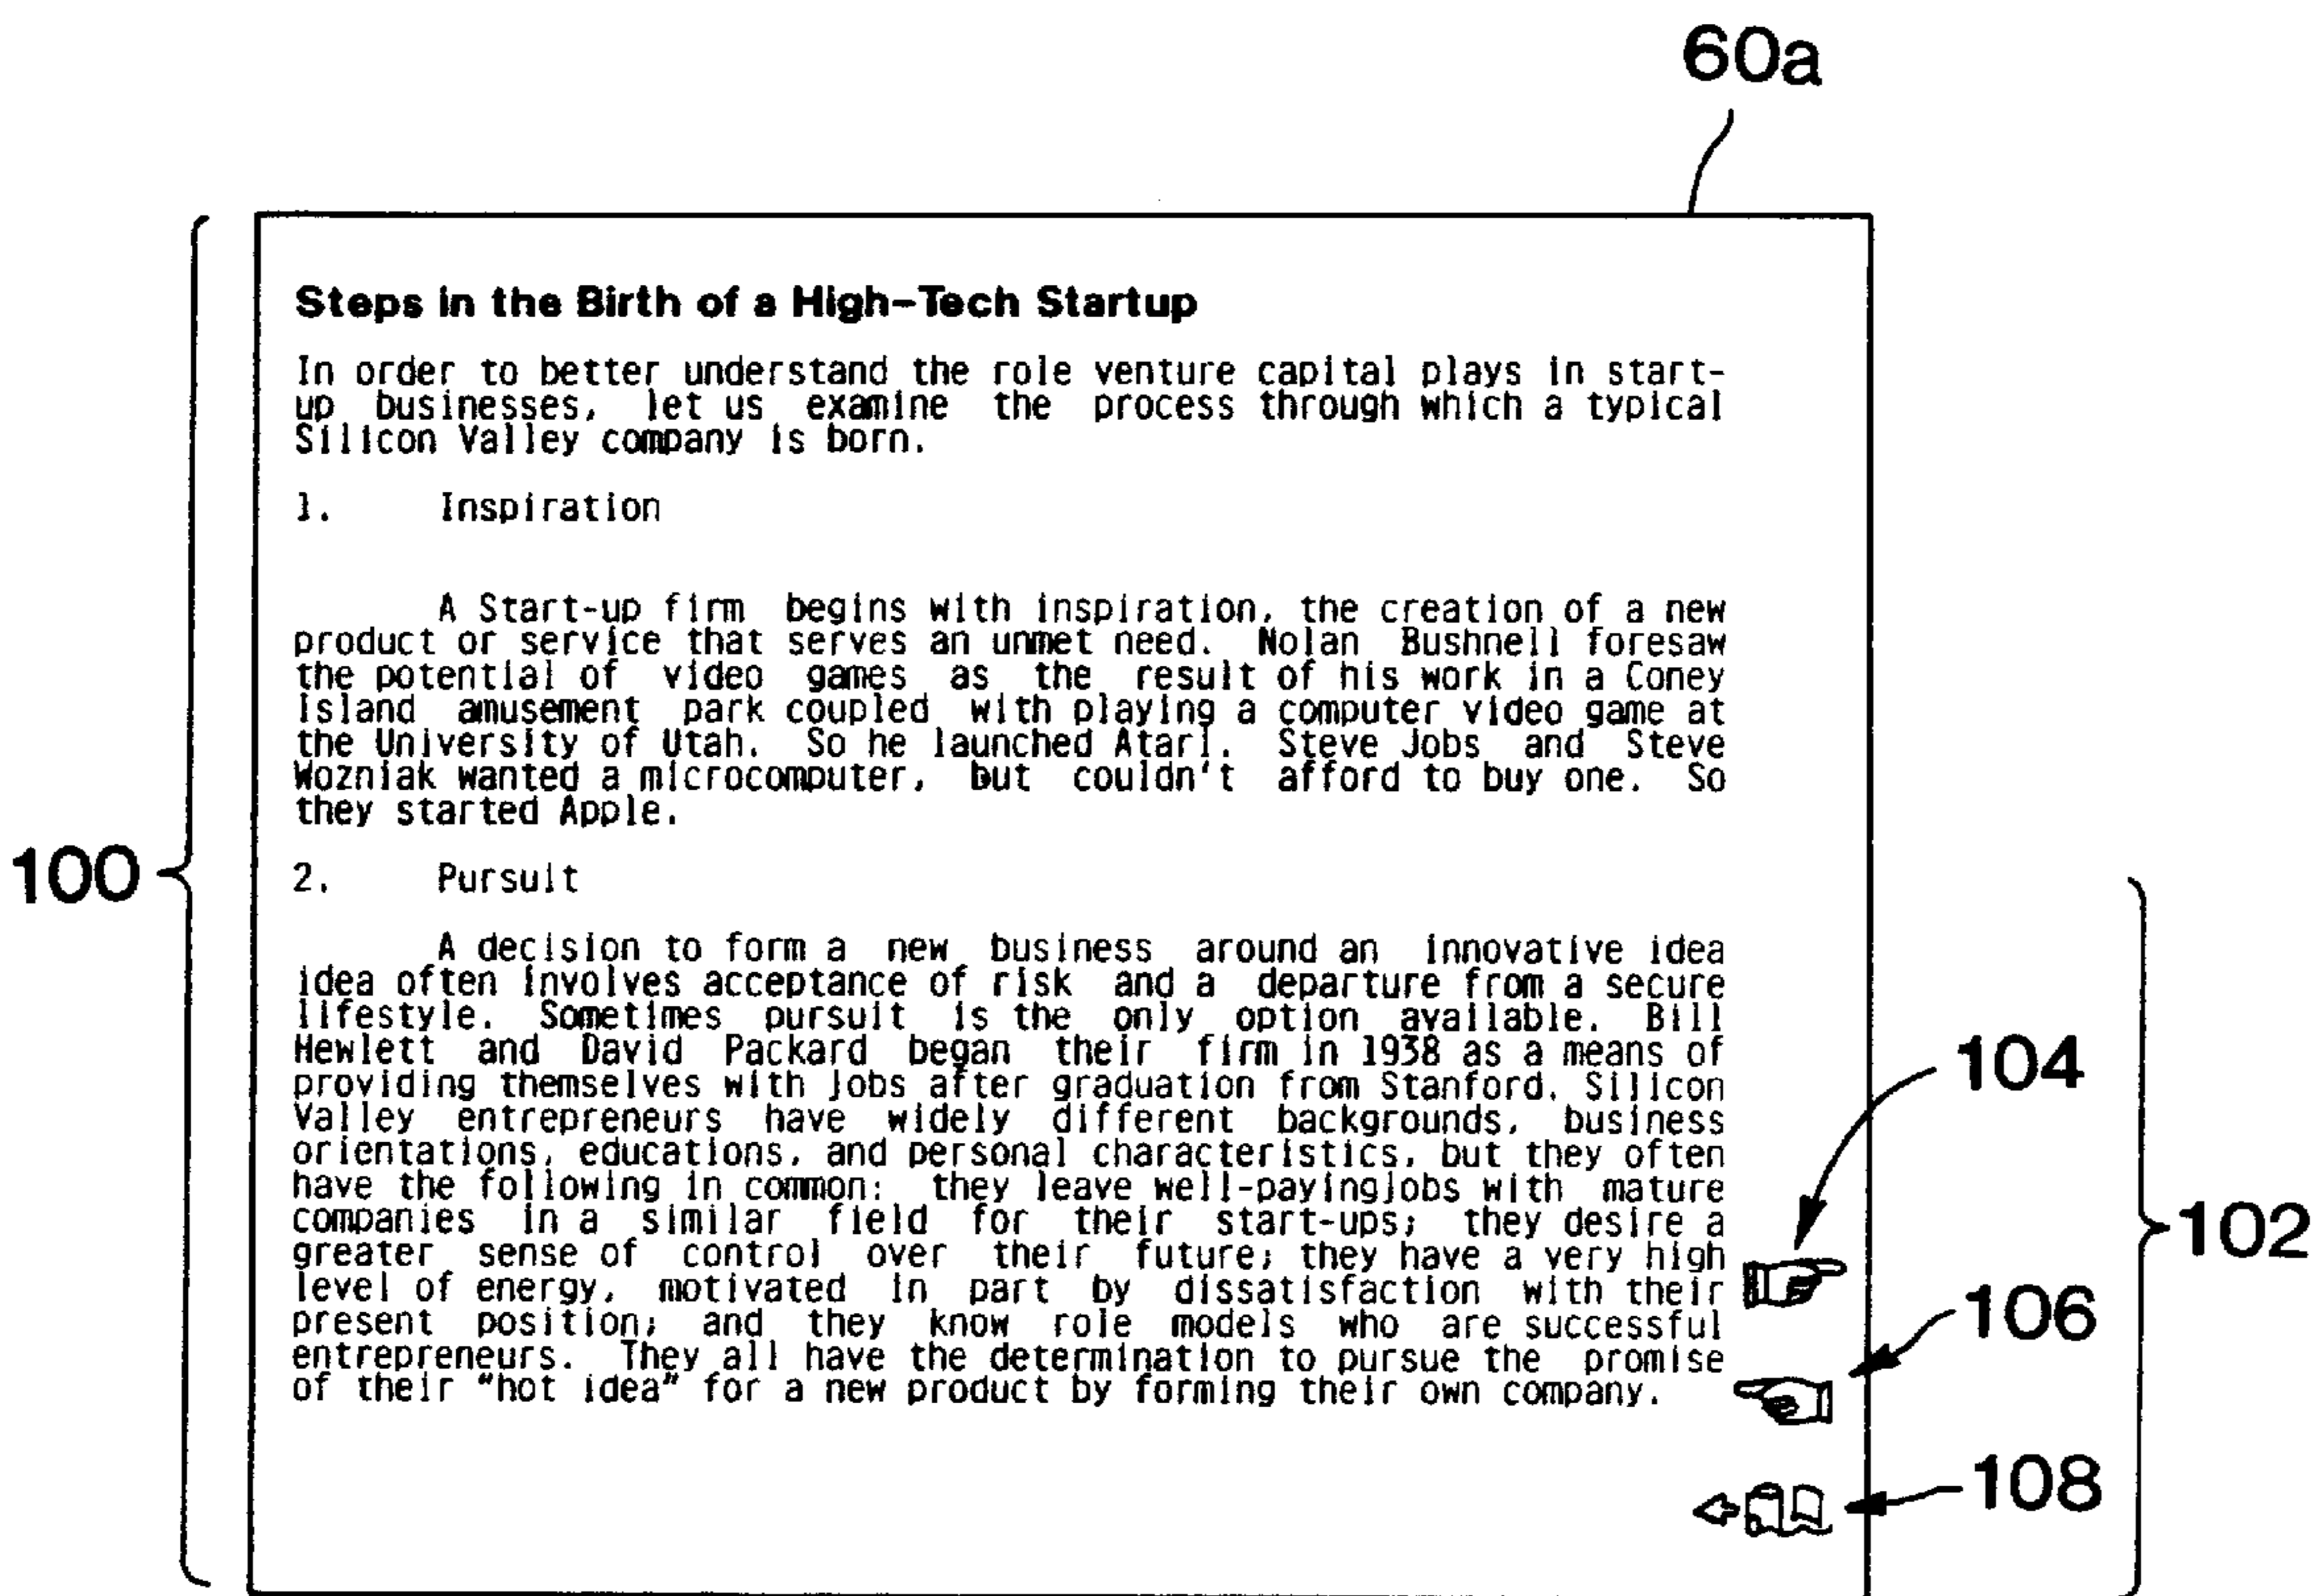 60a
Steps in the Birth of a High-Tech Startup
In order to better understand the role venture capital plays in start-
up businesses, let us examine the process through which a typical
Silicon Valley company is born.
1. Inspiration
A Start-up firm begins with inspiration, the creation of a new
product or service that serves an unmet need. Nolan Bushnell foresaw
the potential of video games as the result of his work in a Coney
Island amusement park coupled with playing a computer video game at
the University of Utah. So he launched Atari. Steve Jobs and Steve
Wozniak wanted a microcomputer, but couldn't afford to buy one. So
they started Apple.
100
2. Pursuit
A decision to form a new business around an innovative idea
idea often involves acceptance of risk and a departure from a secure
lifestyle. Sometimes pursuit is the only option available. Bill
Hewlett and David Packard began their firm in 1938 as a means of
providing themselves with jobs after graduation from Stanford. Silicon
Valley entrepreneurs have widely different backgrounds, business
orientations, educations, and personal characteristics, but they often
have the following in common: they leave well-payingjobs with mature
companies in a similar field for their start-ups; they desire a
greater sense of control over their future; they have a very high
level of energy, motivated in part by dissatisfaction with their
present position; and they know role models who are successful
entrepreneurs. They all have the determination to pursue the promise
of their "hot idea" for a new product by forming their own company.
104
102
106
108